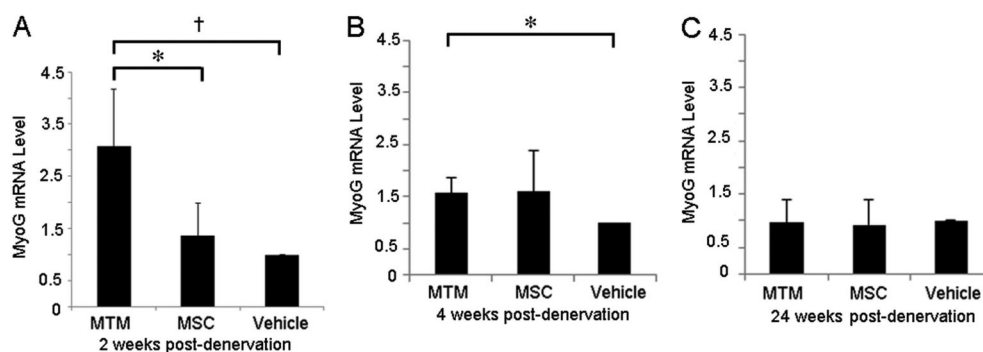 A
†
*
MyoG mRNA Level
4.5
3.5
2.5
1.5
0.5
0
MTM MSC Vehicle
2 weeks post-denervation
B
*
MyoG mRNA Level
4.5
3.5
2.5
1.5
0.5
0
MTM MSC Vehicle
4 weeks post-denervation
C
MyoG mRNA Level
4.5
3.5
2.5
1.5
0.5
0
MTM MSC Vehicle
24 weeks post-denervation